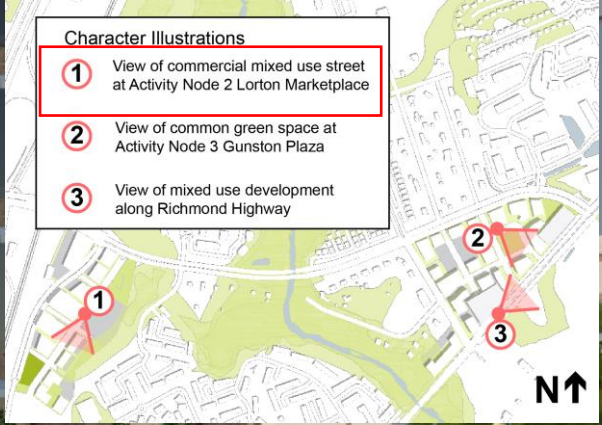 Character Illustrations
1 View of commercial mixed use street
at Activity Node 2 Lorton Marketplace
2 View of common green space at
Activity Node 3 Gunston Plaza
3 View of mixed use development
along Richmond Highway
2
1
3
N